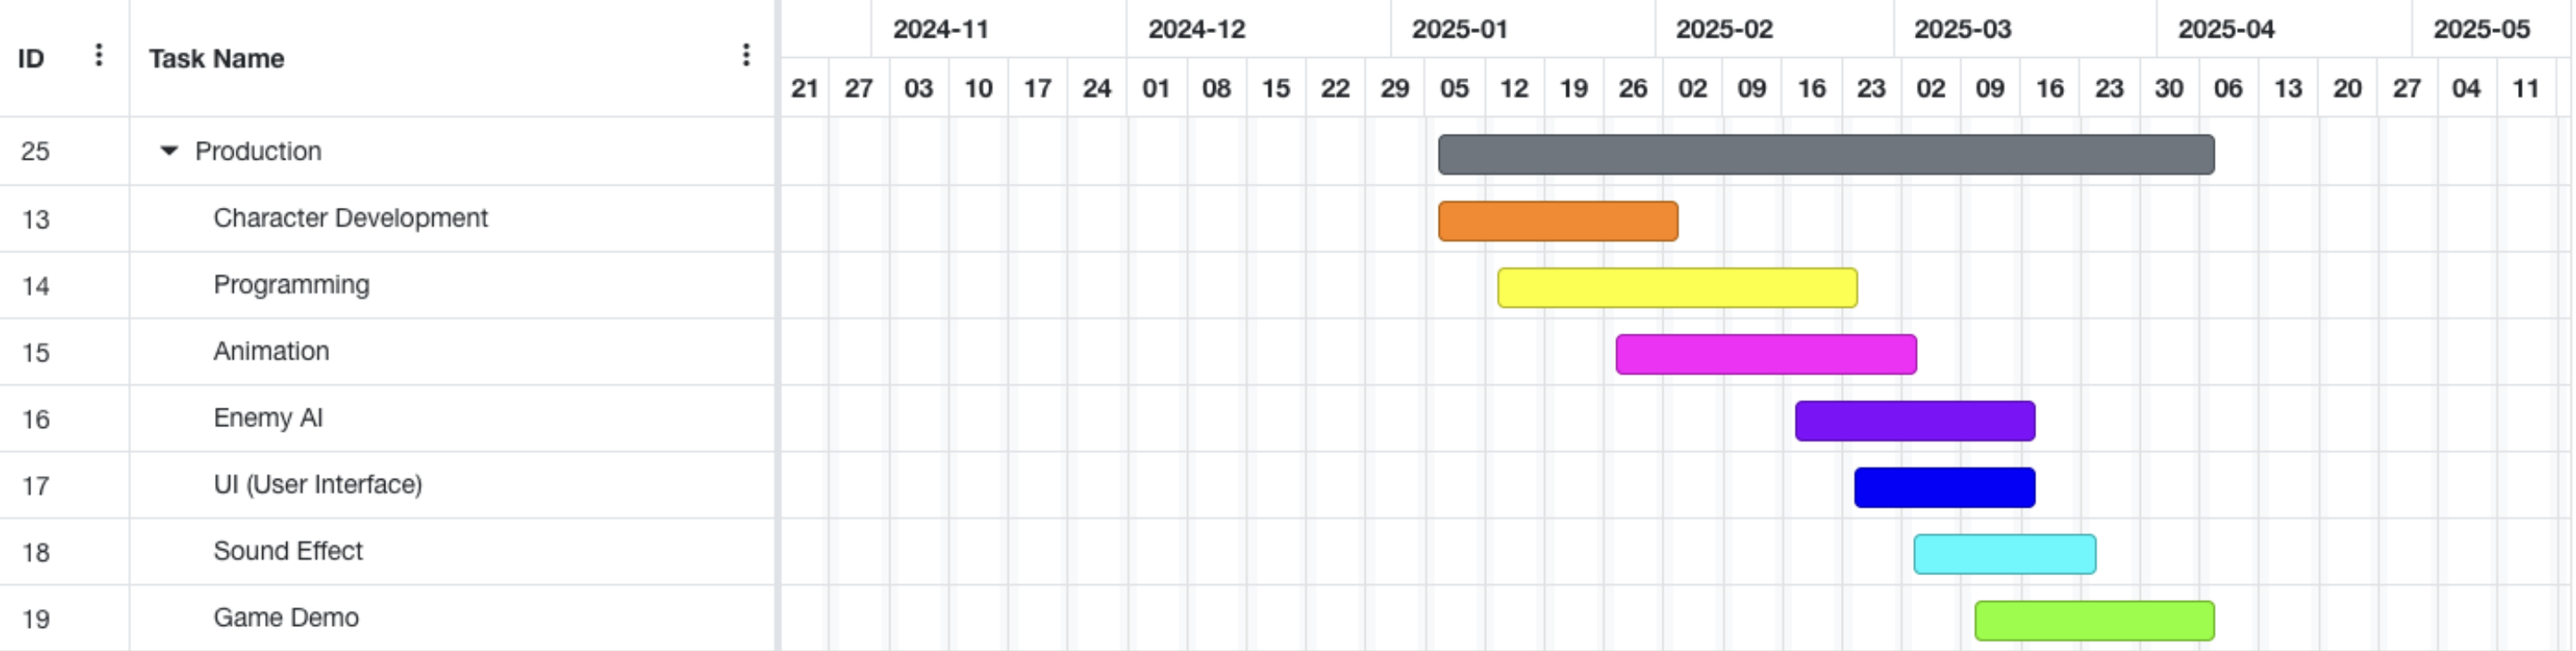 2024-11 2024-12 2025-01 2025-02 2025-03 2025-04 2025-05
ID Task Name
21 27 03 10 17 24 01 08 15 22 29 05 12 19 26 02 09 16 23 02 09 16 23 30 06 13 20 27 04 11
25 Production
13 Character Development
14 Programming
15 Animation
16 Enemy AI
17 UI (User Interface)
18 Sound Effect
19 Game Demo